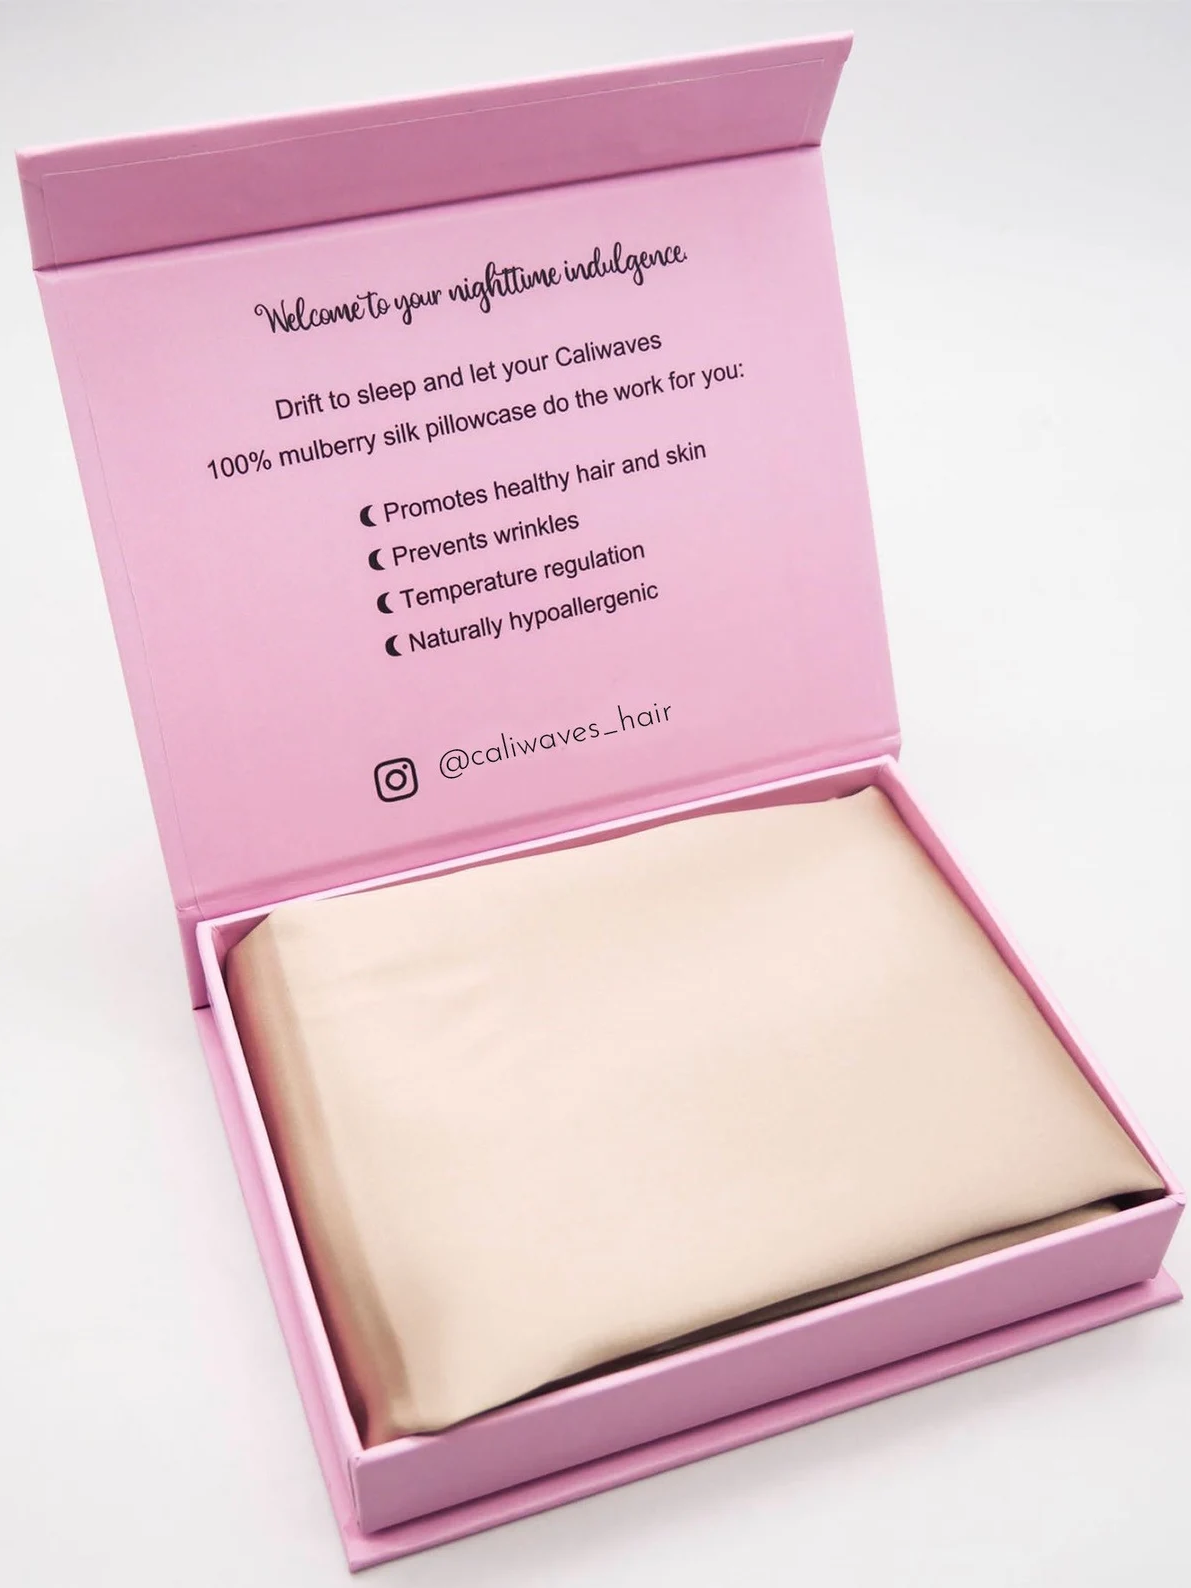 Welcome to your nighttime indulgence.
Drift to sleep and let your Caliwaves
100% mulberry silk pillowcase do the work for you:
Promotes healthy hair and skin
Prevents wrinkles
Temperature regulation
Naturally hypoallergenic
@caliwaves_hair